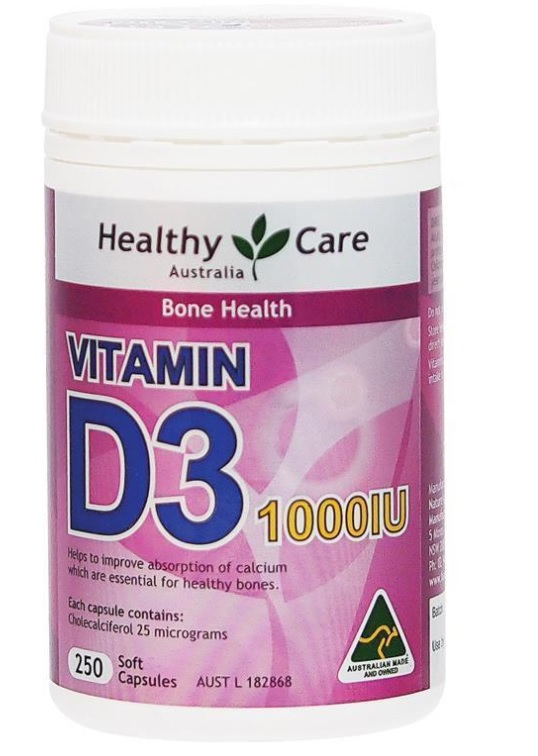 Healthy Care
Australia
Bone Health
VITAMIN
D3 1000IU
Helps to improve absorption of calcium
which are essential for healthy bones.
Each capsule contains:
Cholecalciferol 25 micrograms
250 Soft
Capsules AUST L 182868
AUSTRALIAN MADE
AND OWNED